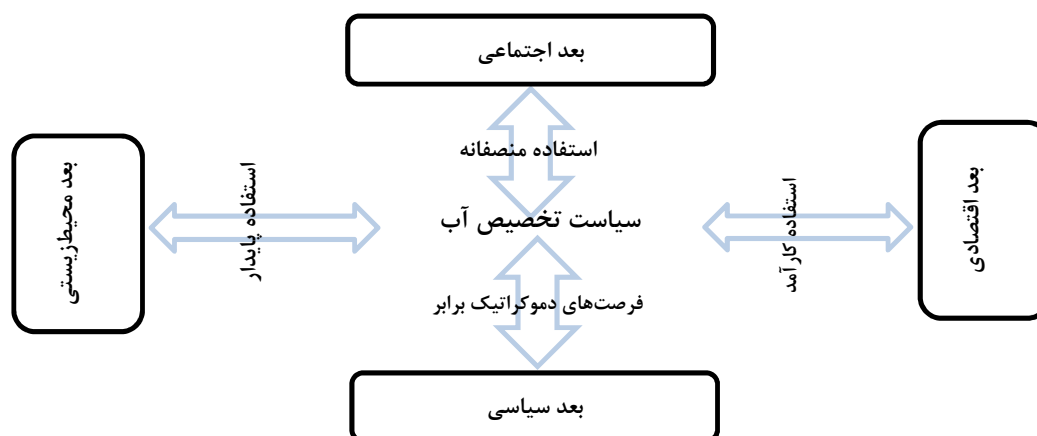 بعد اجتماعی
استفاده منصفانه
بعد اقتصادی
استفاده کارآمد
سیاست تخصیص آب
استفاده پایدار
بعد محیط‌زیستی
فرصت‌های دموکراتیک برابر
بعد سیاسی